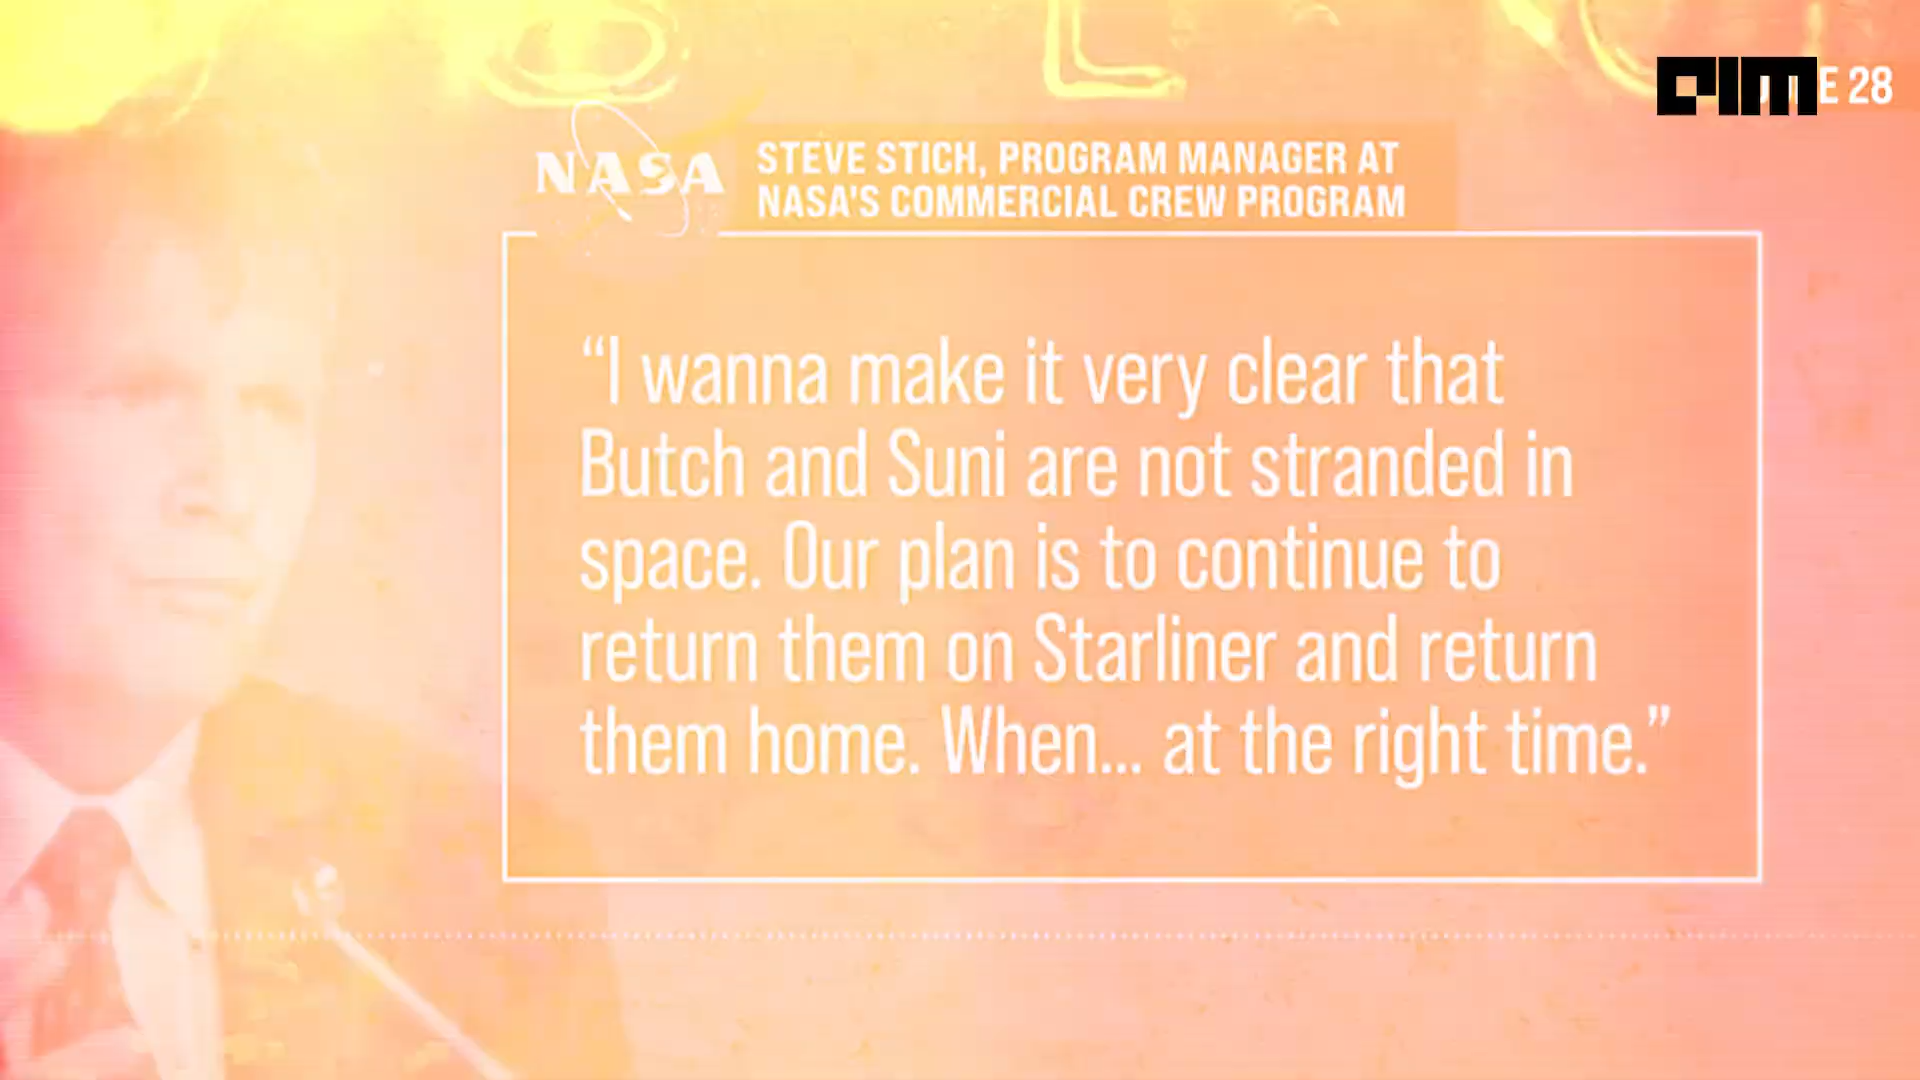 AIM
E 28
NASA
STEVE STICH, PROGRAM MANAGER AT
NASA'S COMMERCIAL CREW PROGRAM
“I wanna make it very clear that
Butch and Suni are not stranded in
space. Our plan is to continue to
return them on Starliner and return
them home. When... at the right time.”